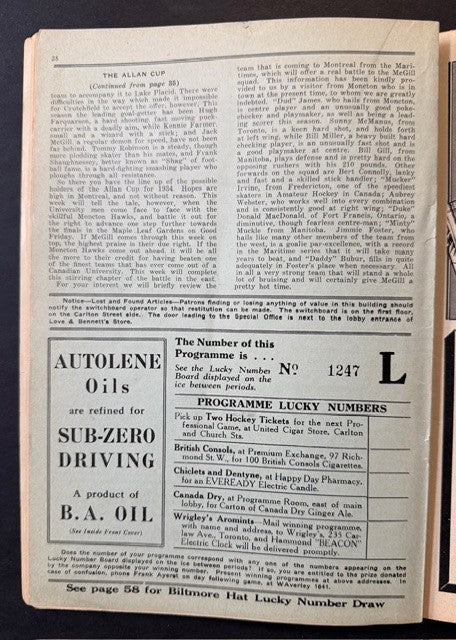 28
THE ALLAN CUP
(Continued from page 35)
team to accompany it to Lake Placid. There were
difficulties in the way which made it impossible
for Crutchfield to accept the offer, however. This
season the leading goal-getter has been Hugh
Farquharson, a hard shooting, fast moving puck-
carrier with a deadly aim, while Kenny Farmer,
small and a wizard with a stick; and Jack
McGill, a regular demon for speed, have not been
far behind. Tommy Robinson is a steady, though
more plodding skater than his mates, and Frank
Shaughnessy, better known as "Shag" of foot-
ball fame, is a hard-fighting smashing player who
ploughs through all resistance.
So there you have the list up of the possible
holders of the Allan Cup for 1934. Hopes are
high in Montreal, and not without reason. This
week will tell the tale, however, when the
University men come face to face with the
skillful Moncton Hawks, and battle it out for
the right to advance one step further towards
the finals in the Maple Leaf Gardens on Good
Friday. If McGill comes through this week on
top, the highest praise is their due right. If the
Moncton Hawks come out ahead, it will be all
the more to their credit for having beaten one
of the finest teams that has ever come out of a
Canadian University. This week will complete
this stirring chapter of the battle in the east.
For your interest we will briefly review the
team that is coming to Montreal from the Mari-
times, which will offer a real battle to the McGill
squad. This information has been kindly pro-
vided to us by a visitor from Moncton who is in
town at the present time, to whom we are greatly
indebted. "Dud" James, who hails from Moncton,
is centre player and an unusually good poke-
checker and playmaker, as well as being a lead-
ing scorer this season. Sunny McManus, from
Toronto, is a keen hard shot, and holds forth
at left wing, while Bill Miller, a heavy built hard
checking player, is an unusually fast shot and is
a good playmaker at centre. Bill Gill, from
Manitoba, plays defence and is pretty hard on the
opposing rushers with his 210 pounds. Other
forwards on the squad are Bert Connolly, lanky
and fast and a skilled stick handler; "Mucker"
Irvine, from Fredericton, one of the speediest
skaters in Amateur Hockey in Canada; Aubrey
Webster, who works well into every combination
and is consistently good at right wing; "Duke"
Donald MacDonald, of Fort Francis, Ontario, a
diminutive, though fearless centre-man; "Minty"
Muckle from Manitoba. Jimmie Foster, who
hails like many other members of the team from
the west, is a goalie par-excellence, with a record
in the Maritime series that it will take many
years to beat, and "Daddy" Bubur, fills in quite
adequately in Foster's place when necessary. All
in all a very strong team that will stand a whole
lot of bruising and will certainly give McGill a
pretty hot time.
Notice—Lost and Found Articles—Patrons finding or losing anything of value in this building should
notify the switchboard operator so that restitution can be made. The switchboard is on the first floor,
on the Carlton Street side. The door leading to the Special Office is next to the lobby entrance of
Love & Bennett's Store.
AUTOLENE
Oils
are refined for
SUB-ZERO
DRIVING
A product of
B.A. OIL
(See Inside Front Cover)
The Number of this
Programme is . . .
See the Lucky Number
Board displayed on the
ice between periods.
No 1247 L
PROGRAMME LUCKY NUMBERS
Pick up Two Hockey Tickets for the next Pro-
fessional Game, at United Cigar Store, Carlton
and Church Sts.
British Consols, at Premium Exchange, 97 Rich-
mond St. W., for 100 British Consols Cigarettes.
Chiclets and Dentyne, at Happy Day Pharmacy,
for an EVEREADY Electric Candle.
Canada Dry, at Programme Room, east of main
lobby, for Carton of Canada Dry Ginger Ale.
Wrigley's Aromints—Mail winning programme,
with name and address, to Wrigley's, 235 Car-
law Ave., Toronto, and Hammond "BEACON"
Electric Clock will be delivered promptly.
Does the number of your programme correspond with any one of the numbers appearing on the
Lucky Number Board displayed on the ice between periods? If so, you are entitled to the prize donated
by the company opposite your winning number. Present winning programmes at above addresses. In
case of confusion, phone Frank Ayerst on day following game, at WAverley 1641.
See page 58 for Biltmore Hat Lucky Number Draw